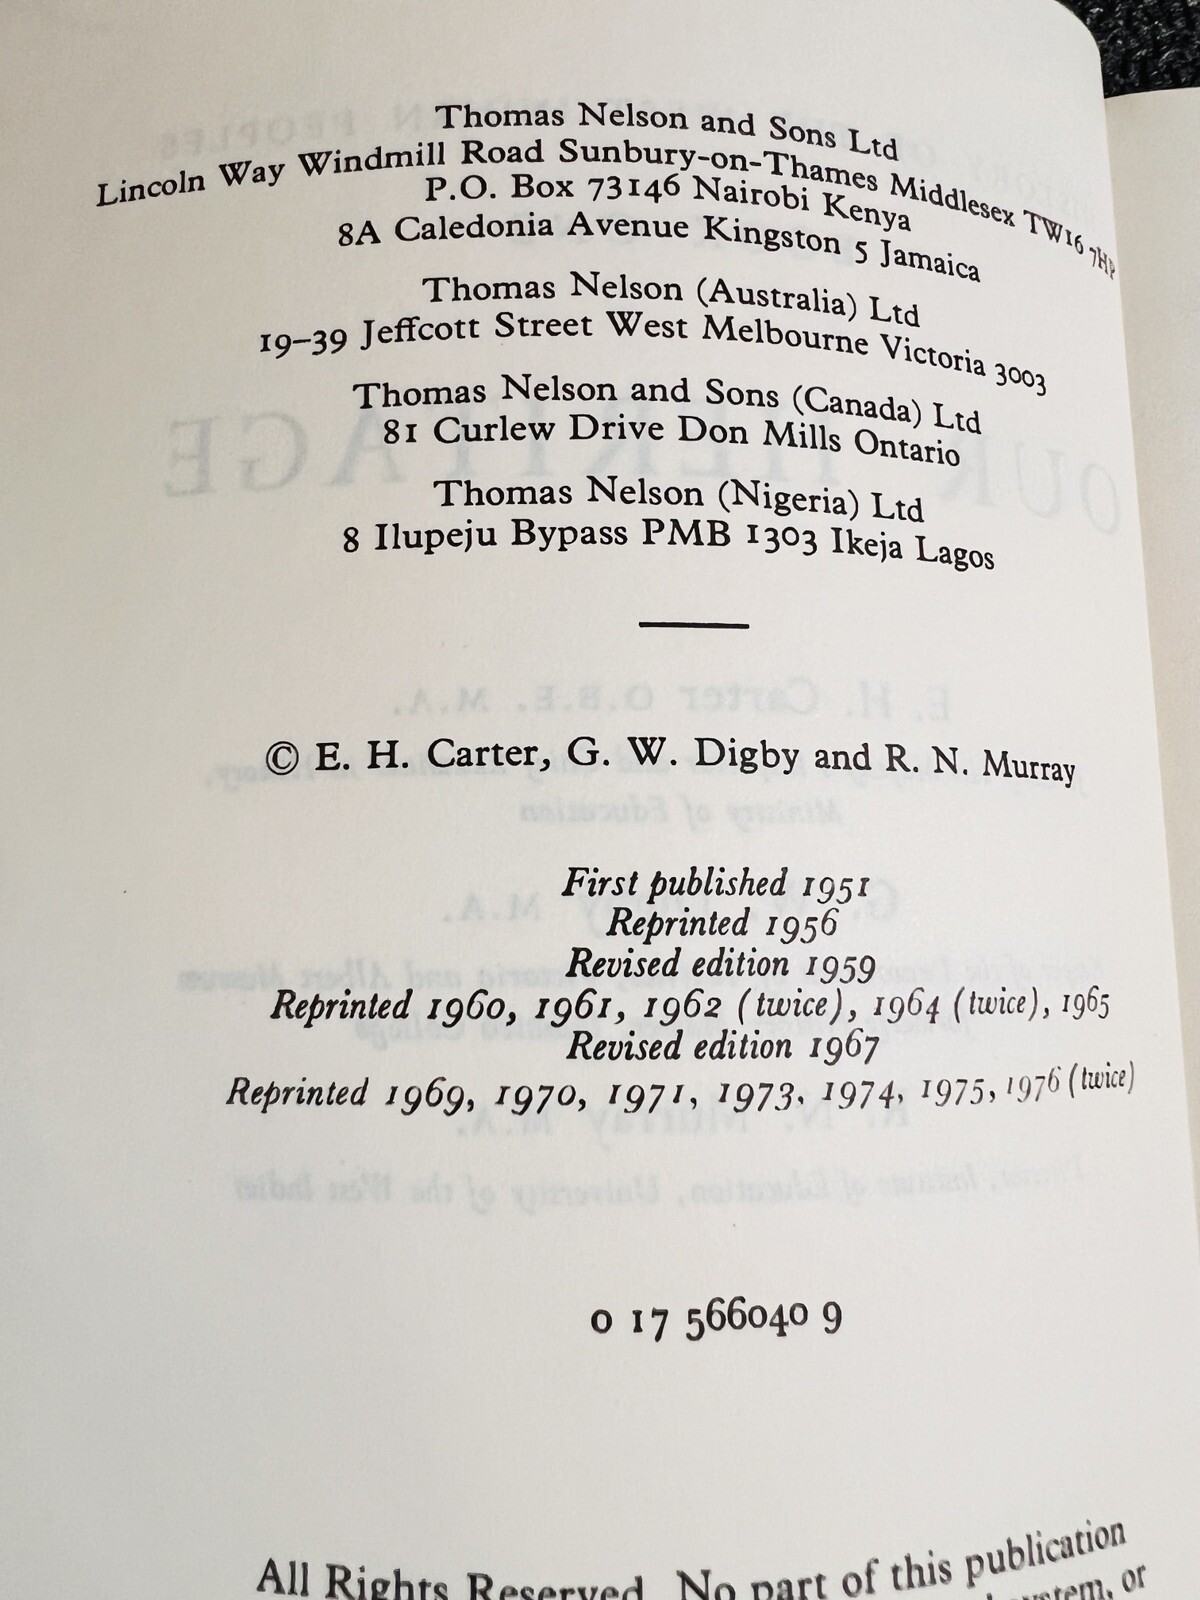 Thomas Nelson and Sons Ltd
Lincoln Way Windmill Road Sunbury-on-Thames Middlesex TW16 7HP
P.O. Box 73146 Nairobi Kenya
8A Caledonia Avenue Kingston 5 Jamaica
Thomas Nelson (Australia) Ltd
19–39 Jeffcott Street West Melbourne Victoria 3003
Thomas Nelson and Sons (Canada) Ltd
81 Curlew Drive Don Mills Ontario
Thomas Nelson (Nigeria) Ltd
8 Ilupeju Bypass PMB 1303 Ikeja Lagos
© E. H. Carter, G. W. Digby and R. N. Murray
First published 1951
Reprinted 1956
Revised edition 1959
Reprinted 1960, 1961, 1962 (twice), 1964 (twice), 1965
Revised edition 1967
Reprinted 1969, 1970, 1971, 1973, 1974, 1975, 1976 (twice)
0 17 566040 9
All Rights Reserved. No part of this publication
system, or